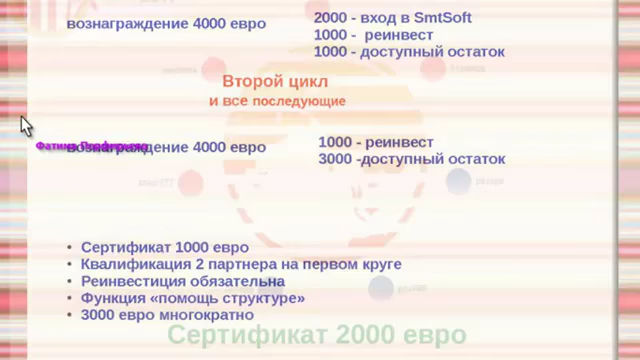 вознаграждение 4000 евро
2000 - вход в SmtSoft
1000 - реинвест
1000 - доступный остаток
Второй цикл
и все последующие
вознаграждение 4000 евро
1000 - реинвест
3000 -доступный остаток
• Сертификат 1000 евро
• Квалификация 2 партнера на первом круге
• Реинвестиция обязательна
• Функция «помощь структуре»
• 3000 евро многократно
Сертификат 2000 евро